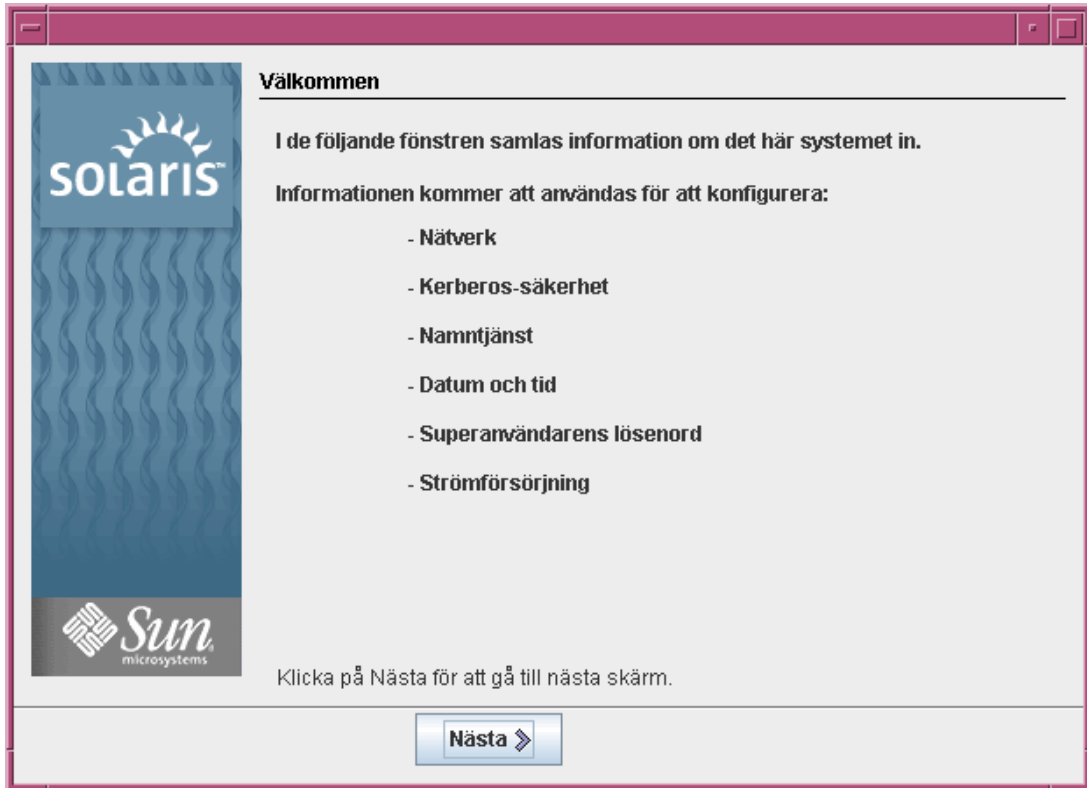 Välkommen
solaris™
I de följande fönstren samlas information om det här systemet in.
Informationen kommer att användas för att konfigurera:
- Nätverk
- Kerberos-säkerhet
- Namntjänst
- Datum och tid
- Superanvändarens lösenord
- Strömförsörjning
Sun
microsystems
Klicka på Nästa för att gå till nästa skärm.
Nästa